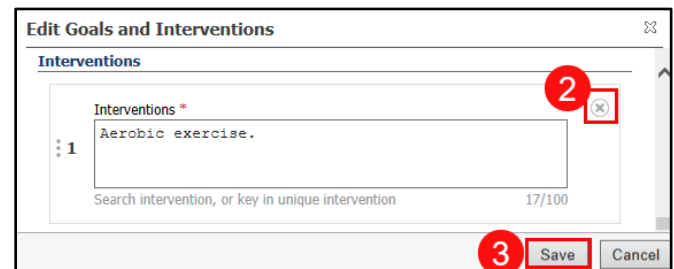 Edit Goals and Interventions
Interventions
2
Interventions *
1
Aerobic exercise.
Search intervention, or key in unique intervention 17/100
3 Save Cancel